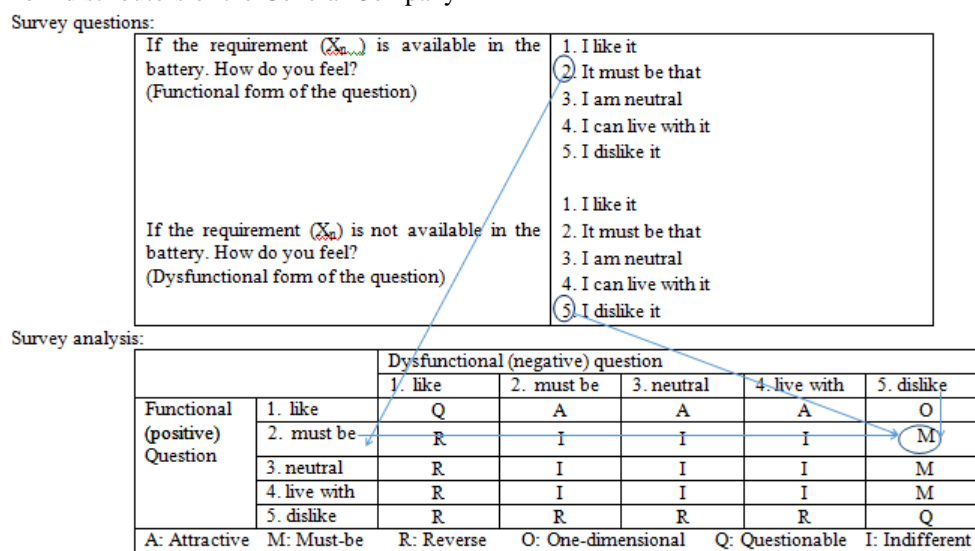 Survey questions:
If the requirement (Xn ) is available in the
battery. How do you feel?
(Functional form of the question)
1. I like it
2. It must be that
3. I am neutral
4. I can live with it
5. I dislike it
If the requirement (Xn) is not available in the
battery. How do you feel?
(Dysfunctional form of the question)
1. I like it
2. It must be that
3. I am neutral
4. I can live with it
5. I dislike it
Survey analysis:
Dysfunctional (negative) question
1. like 2. must be 3. neutral 4. live with 5. dislike
Functional (positive) Question
1. like Q A A A O
2. must be R I I I M
3. neutral R I I I M
4. live with R I I I M
5. dislike R R R R Q
A: Attractive M: Must-be R: Reverse O: One-dimensional Q: Questionable I: Indifferent